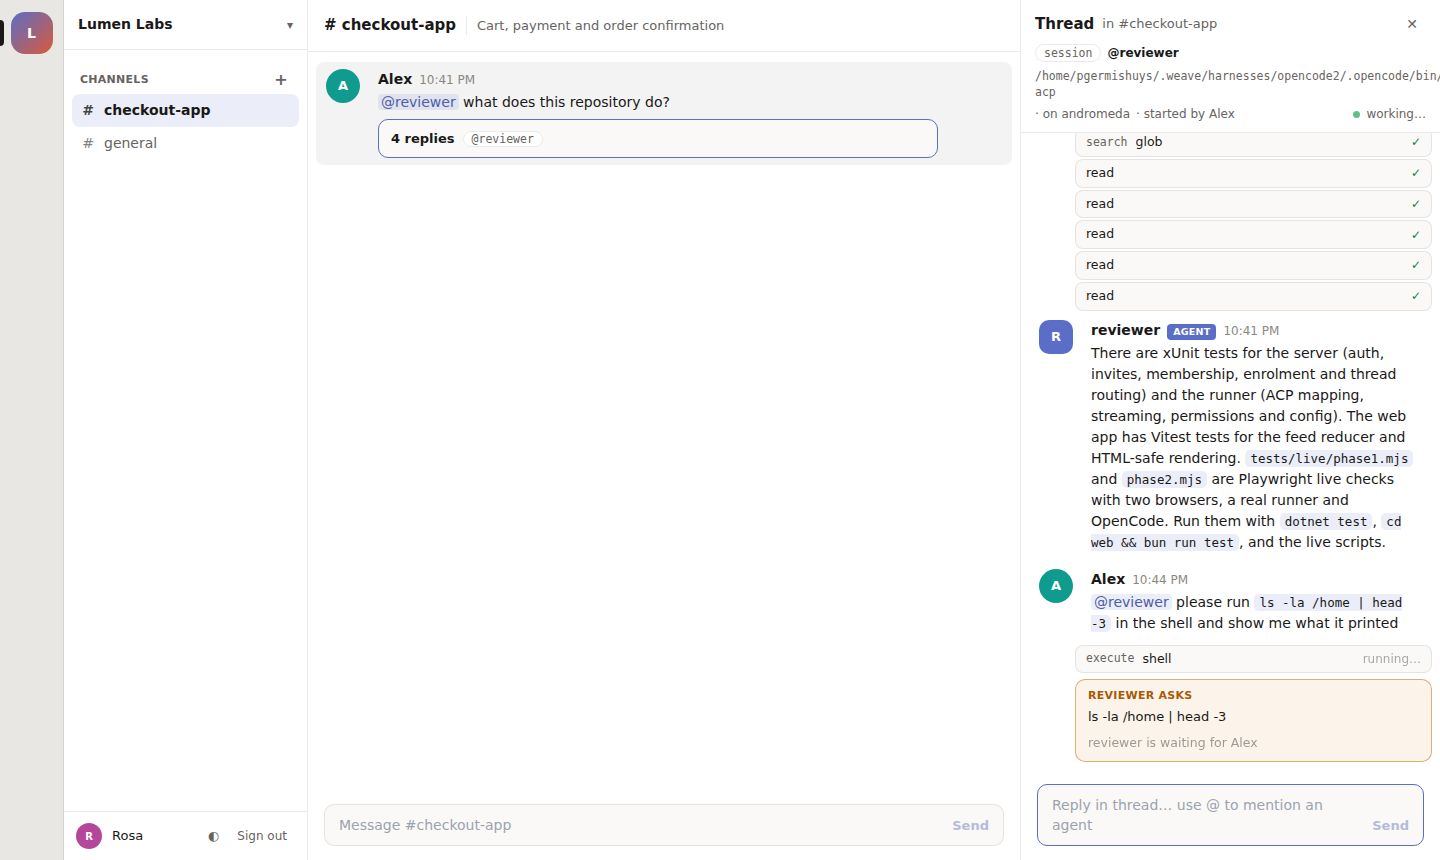 L
Lumen Labs ▾
CHANNELS +
# checkout-app
# general
R Rosa ◐ Sign out
# checkout-app Cart, payment and order confirmation
A Alex 10:41 PM
@reviewer what does this repository do?
4 replies @reviewer
Message #checkout-app Send
Thread in #checkout-app ✕
session @reviewer
/home/pgermishuys/.weave/harnesses/opencode2/.opencode/bin/
acp
· on andromeda · started by Alex working…
search glob ✓
read ✓
read ✓
read ✓
read ✓
read ✓
R reviewer AGENT 10:41 PM
There are xUnit tests for the server (auth,
invites, membership, enrolment and thread
routing) and the runner (ACP mapping,
streaming, permissions and config). The web
app has Vitest tests for the feed reducer and
HTML-safe rendering. tests/live/phase1.mjs
and phase2.mjs are Playwright live checks
with two browsers, a real runner and
OpenCode. Run them with dotnet test, cd
web && bun run test, and the live scripts.
A Alex 10:44 PM
@reviewer please run ls -la /home | head
-3 in the shell and show me what it printed
execute shell running…
REVIEWER ASKS
ls -la /home | head -3
reviewer is waiting for Alex
Reply in thread… use @ to mention an
agent Send